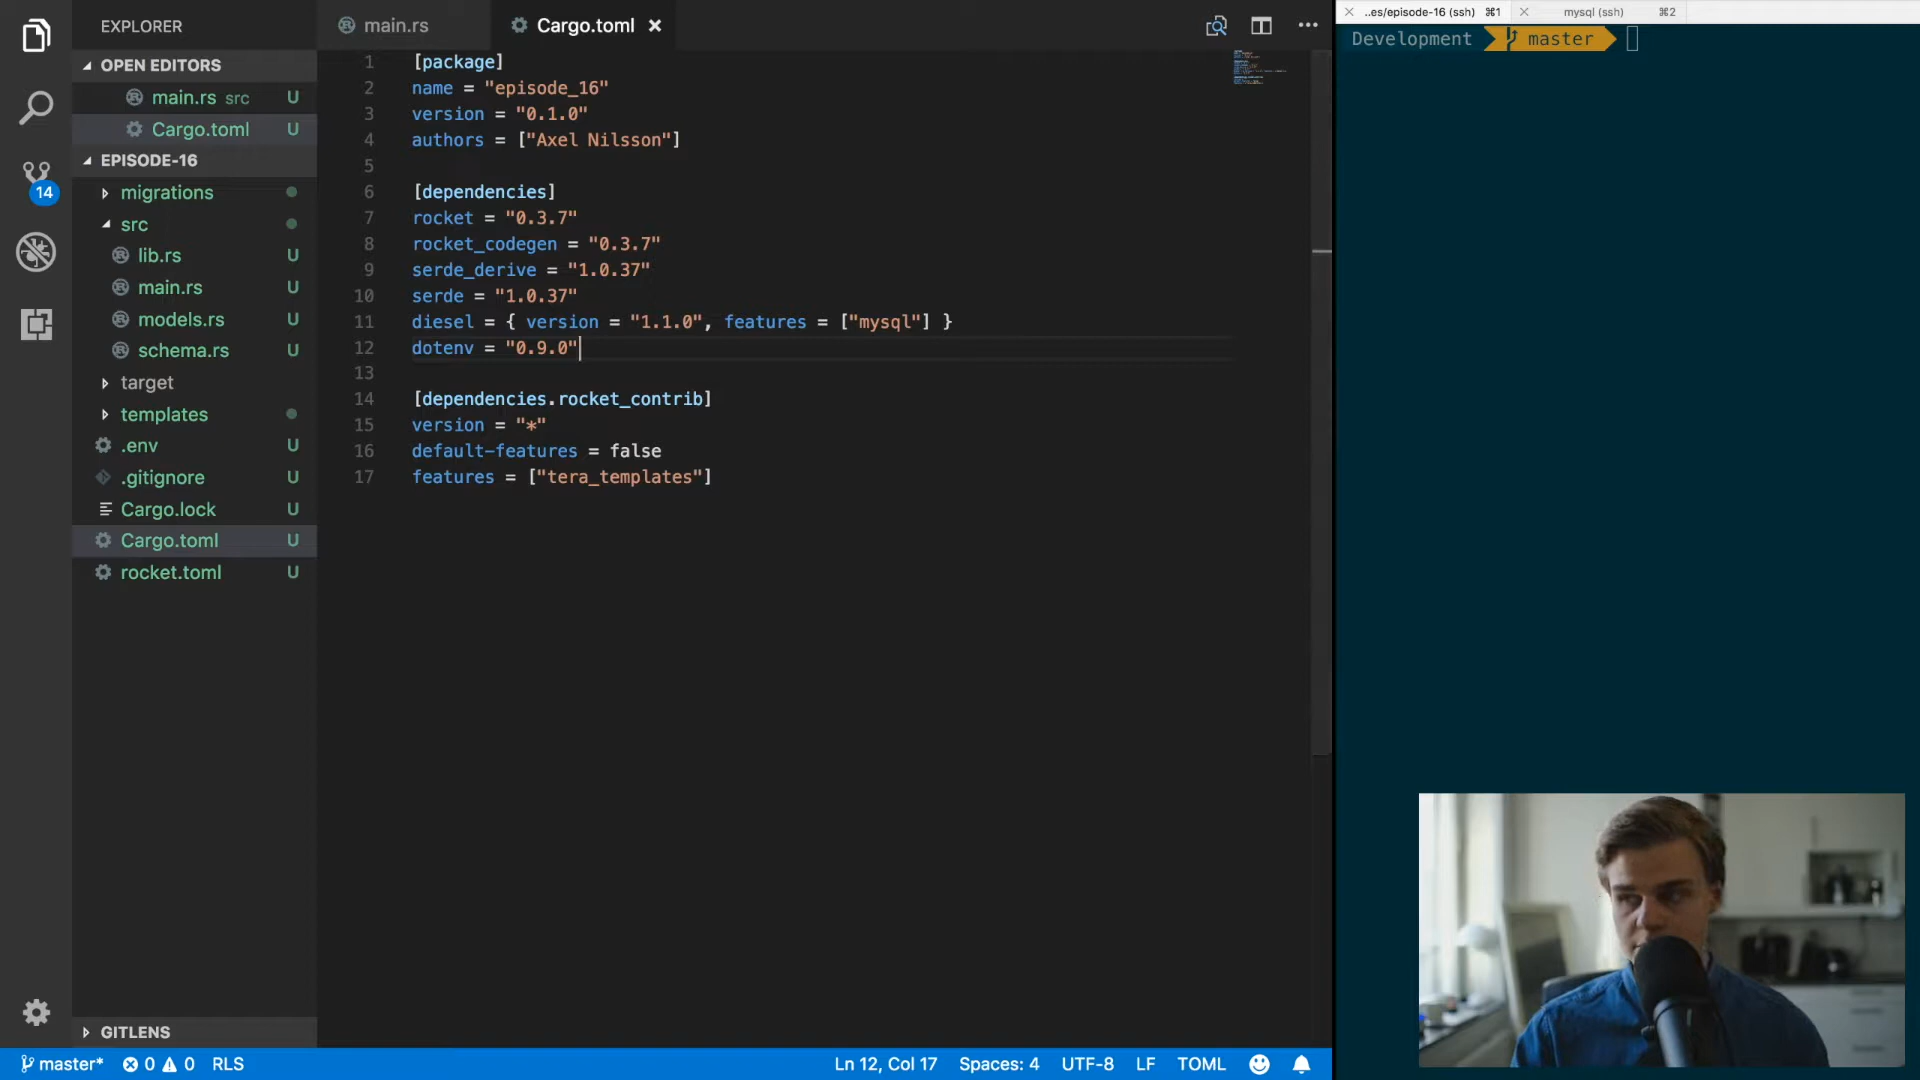 EXPLORER
OPEN EDITORS
main.rs src U
Cargo.toml U
EPISODE-16
migrations
src
lib.rs U
main.rs U
models.rs U
schema.rs U
target
templates
.env U
.gitignore U
Cargo.lock U
Cargo.toml U
rocket.toml U
GITLENS
14
main.rs
Cargo.toml
1 [package]
2 name = "episode_16"
3 version = "0.1.0"
4 authors = ["Axel Nilsson"]
5
6 [dependencies]
7 rocket = "0.3.7"
8 rocket_codegen = "0.3.7"
9 serde_derive = "1.0.37"
10 serde = "1.0.37"
11 diesel = { version = "1.1.0", features = ["mysql"] }
12 dotenv = "0.9.0"
13
14 [dependencies.rocket_contrib]
15 version = "*"
16 default-features = false
17 features = ["tera_templates"]
..es/episode-16 (ssh) ⌘1
mysql (ssh) ⌘2
Development master
master* 0 0 RLS
Ln 12, Col 17 Spaces: 4 UTF-8 LF TOML